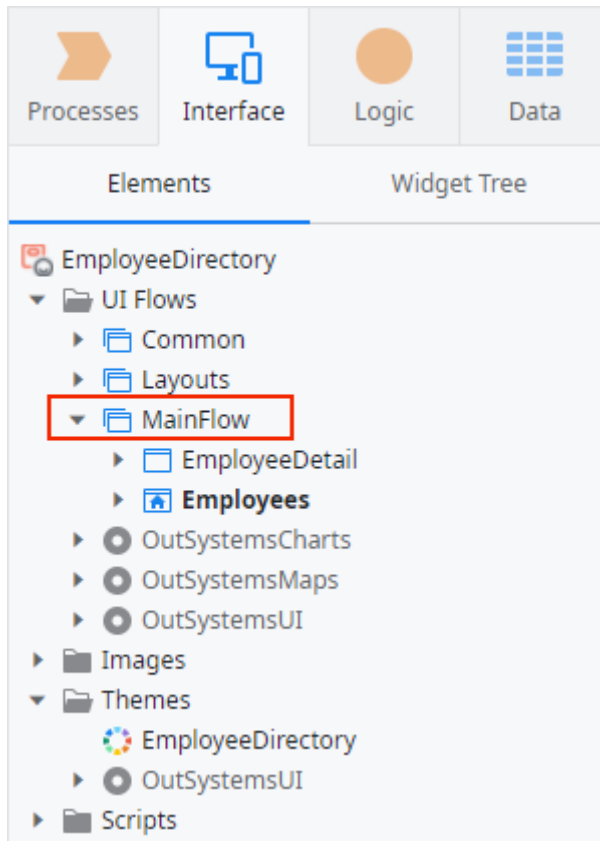 Processes Interface Logic Data
Elements Widget Tree
EmployeeDirectory
UI Flows
Common
Layouts
MainFlow
EmployeeDetail
Employees
OutSystemsCharts
OutSystemsMaps
OutSystemsUI
Images
Themes
EmployeeDirectory
OutSystemsUI
Scripts